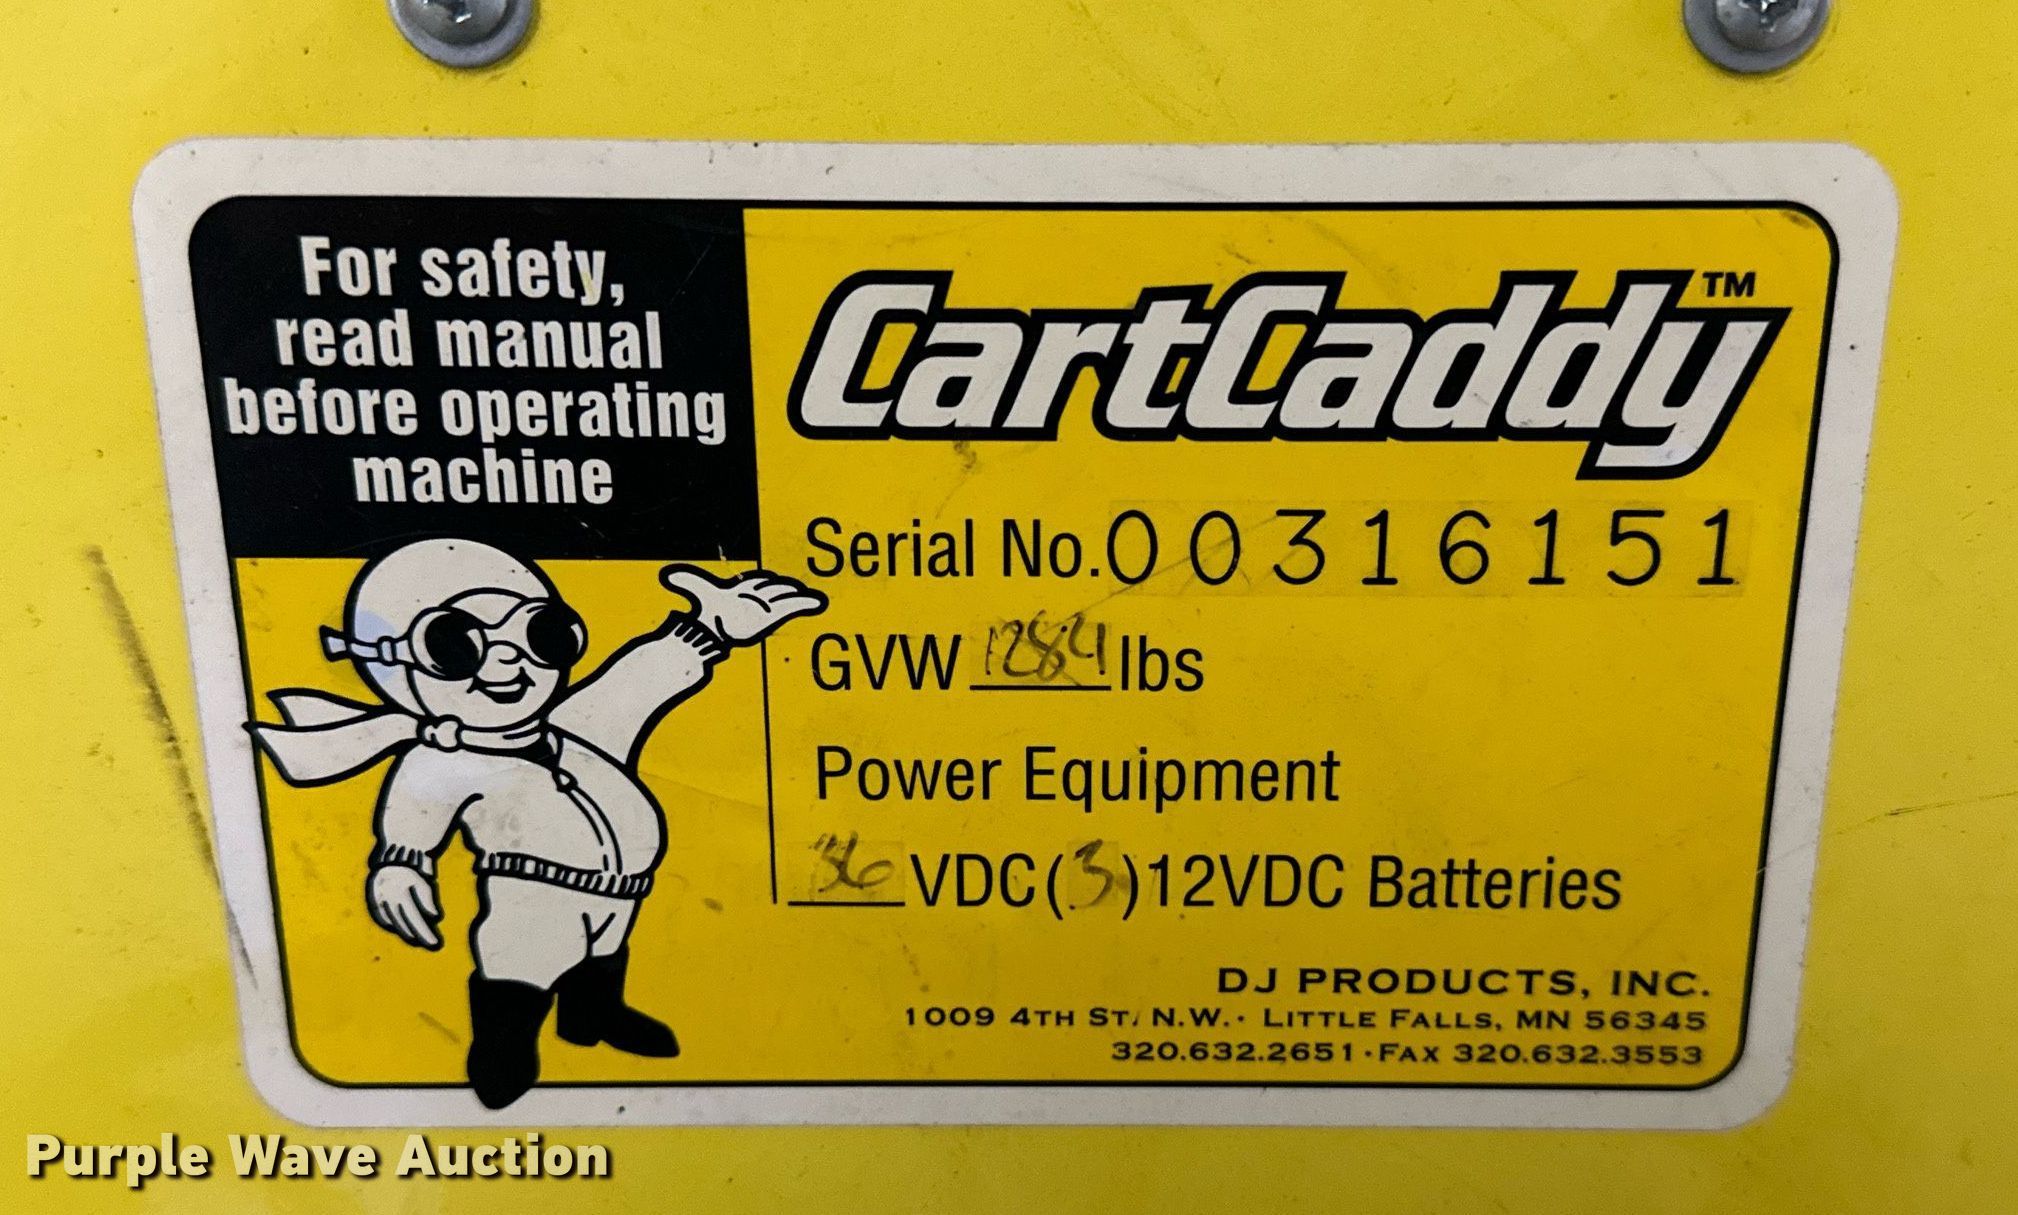 For safety,
read manual
before operating
machine
CartCaddy™
Serial No. 00316151
GVW 1284 lbs
Power Equipment
36 VDC (3) 12VDC Batteries
DJ PRODUCTS, INC.
1009 4TH ST. N.W. · LITTLE FALLS, MN 56345
320.632.2651 · FAX 320.632.3553
Purple Wave Auction